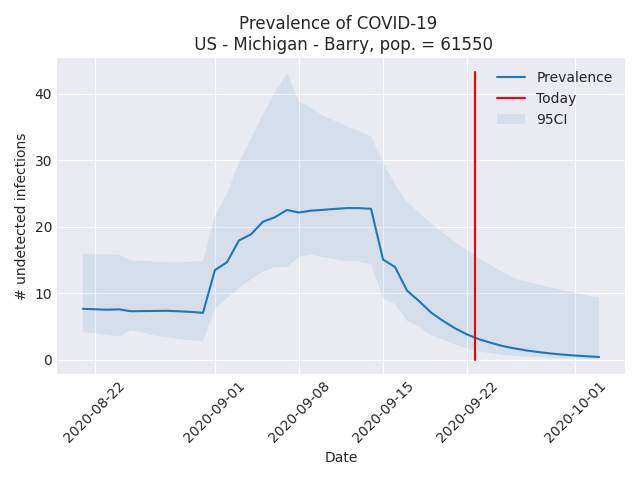 Prevalence of COVID-19
US - Michigan - Barry, pop. = 61550
Prevalence
Today
95CI
# undetected infections
40
30
20
10
0
2020-08-22
2020-09-01
2020-09-08
2020-09-15
2020-09-22
2020-10-01
Date